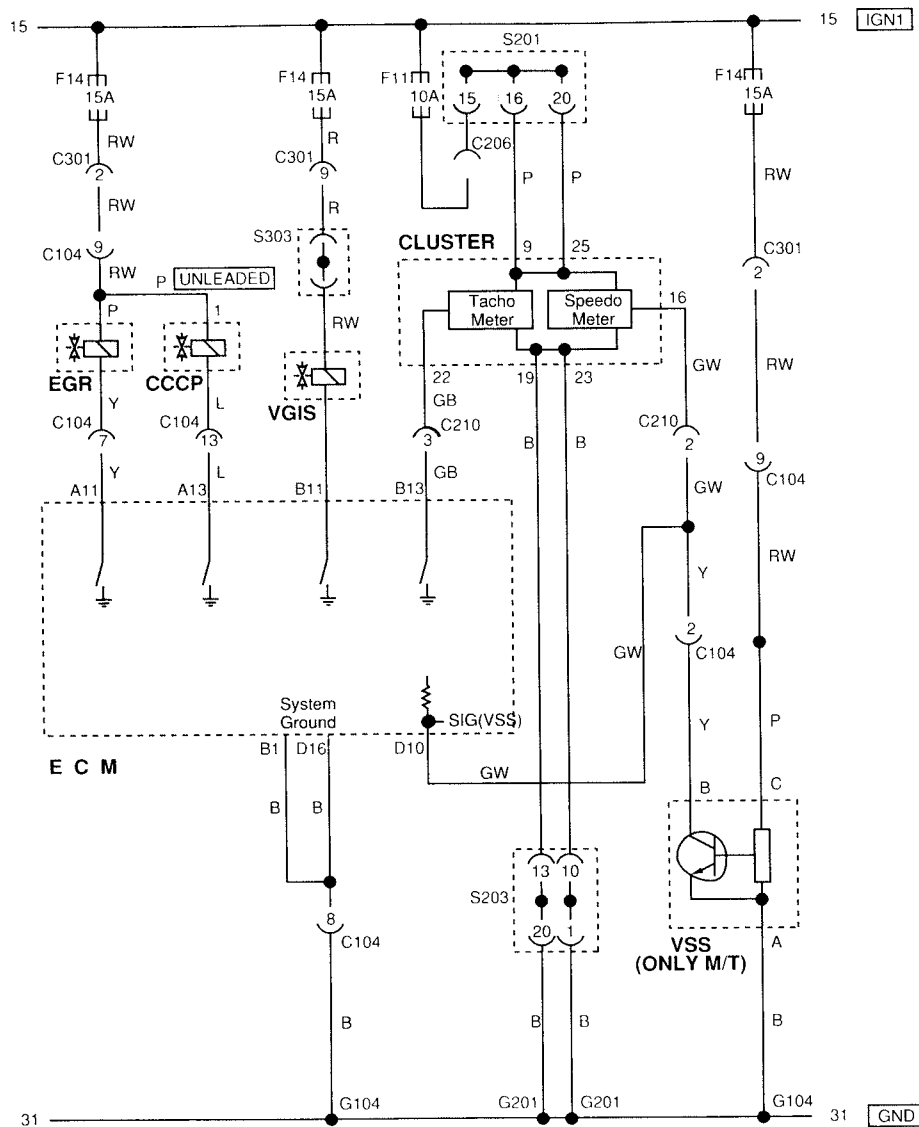 15 15 IGN1
S201
F14 F14 F11 F14
15A 15A 10A 15 16 20 15A
RW R C206
C301 C301 RW
2 9 P P
RW R
S303 CLUSTER 9 25 C301
9 2
C104
RW P UNLEADED
P 1 Tacho Meter Speedo Meter 16
RW
EGR CCCP VGIS 22 19 23 GW RW
Y L GB
C104 C104 C210 B B C210
7 13 3 2 9
C104
Y L GB GW
A11 A13 B11 B13
RW
Y
2
GW C104
System
Ground SIG(VSS) Y P
B1 D16 D10
E C M GW
B C
B B
13 10
S203
8 20 1
C104 VSS
(ONLY M/T) A
B B B B
G104 G201 G201 G104
31 31 GND